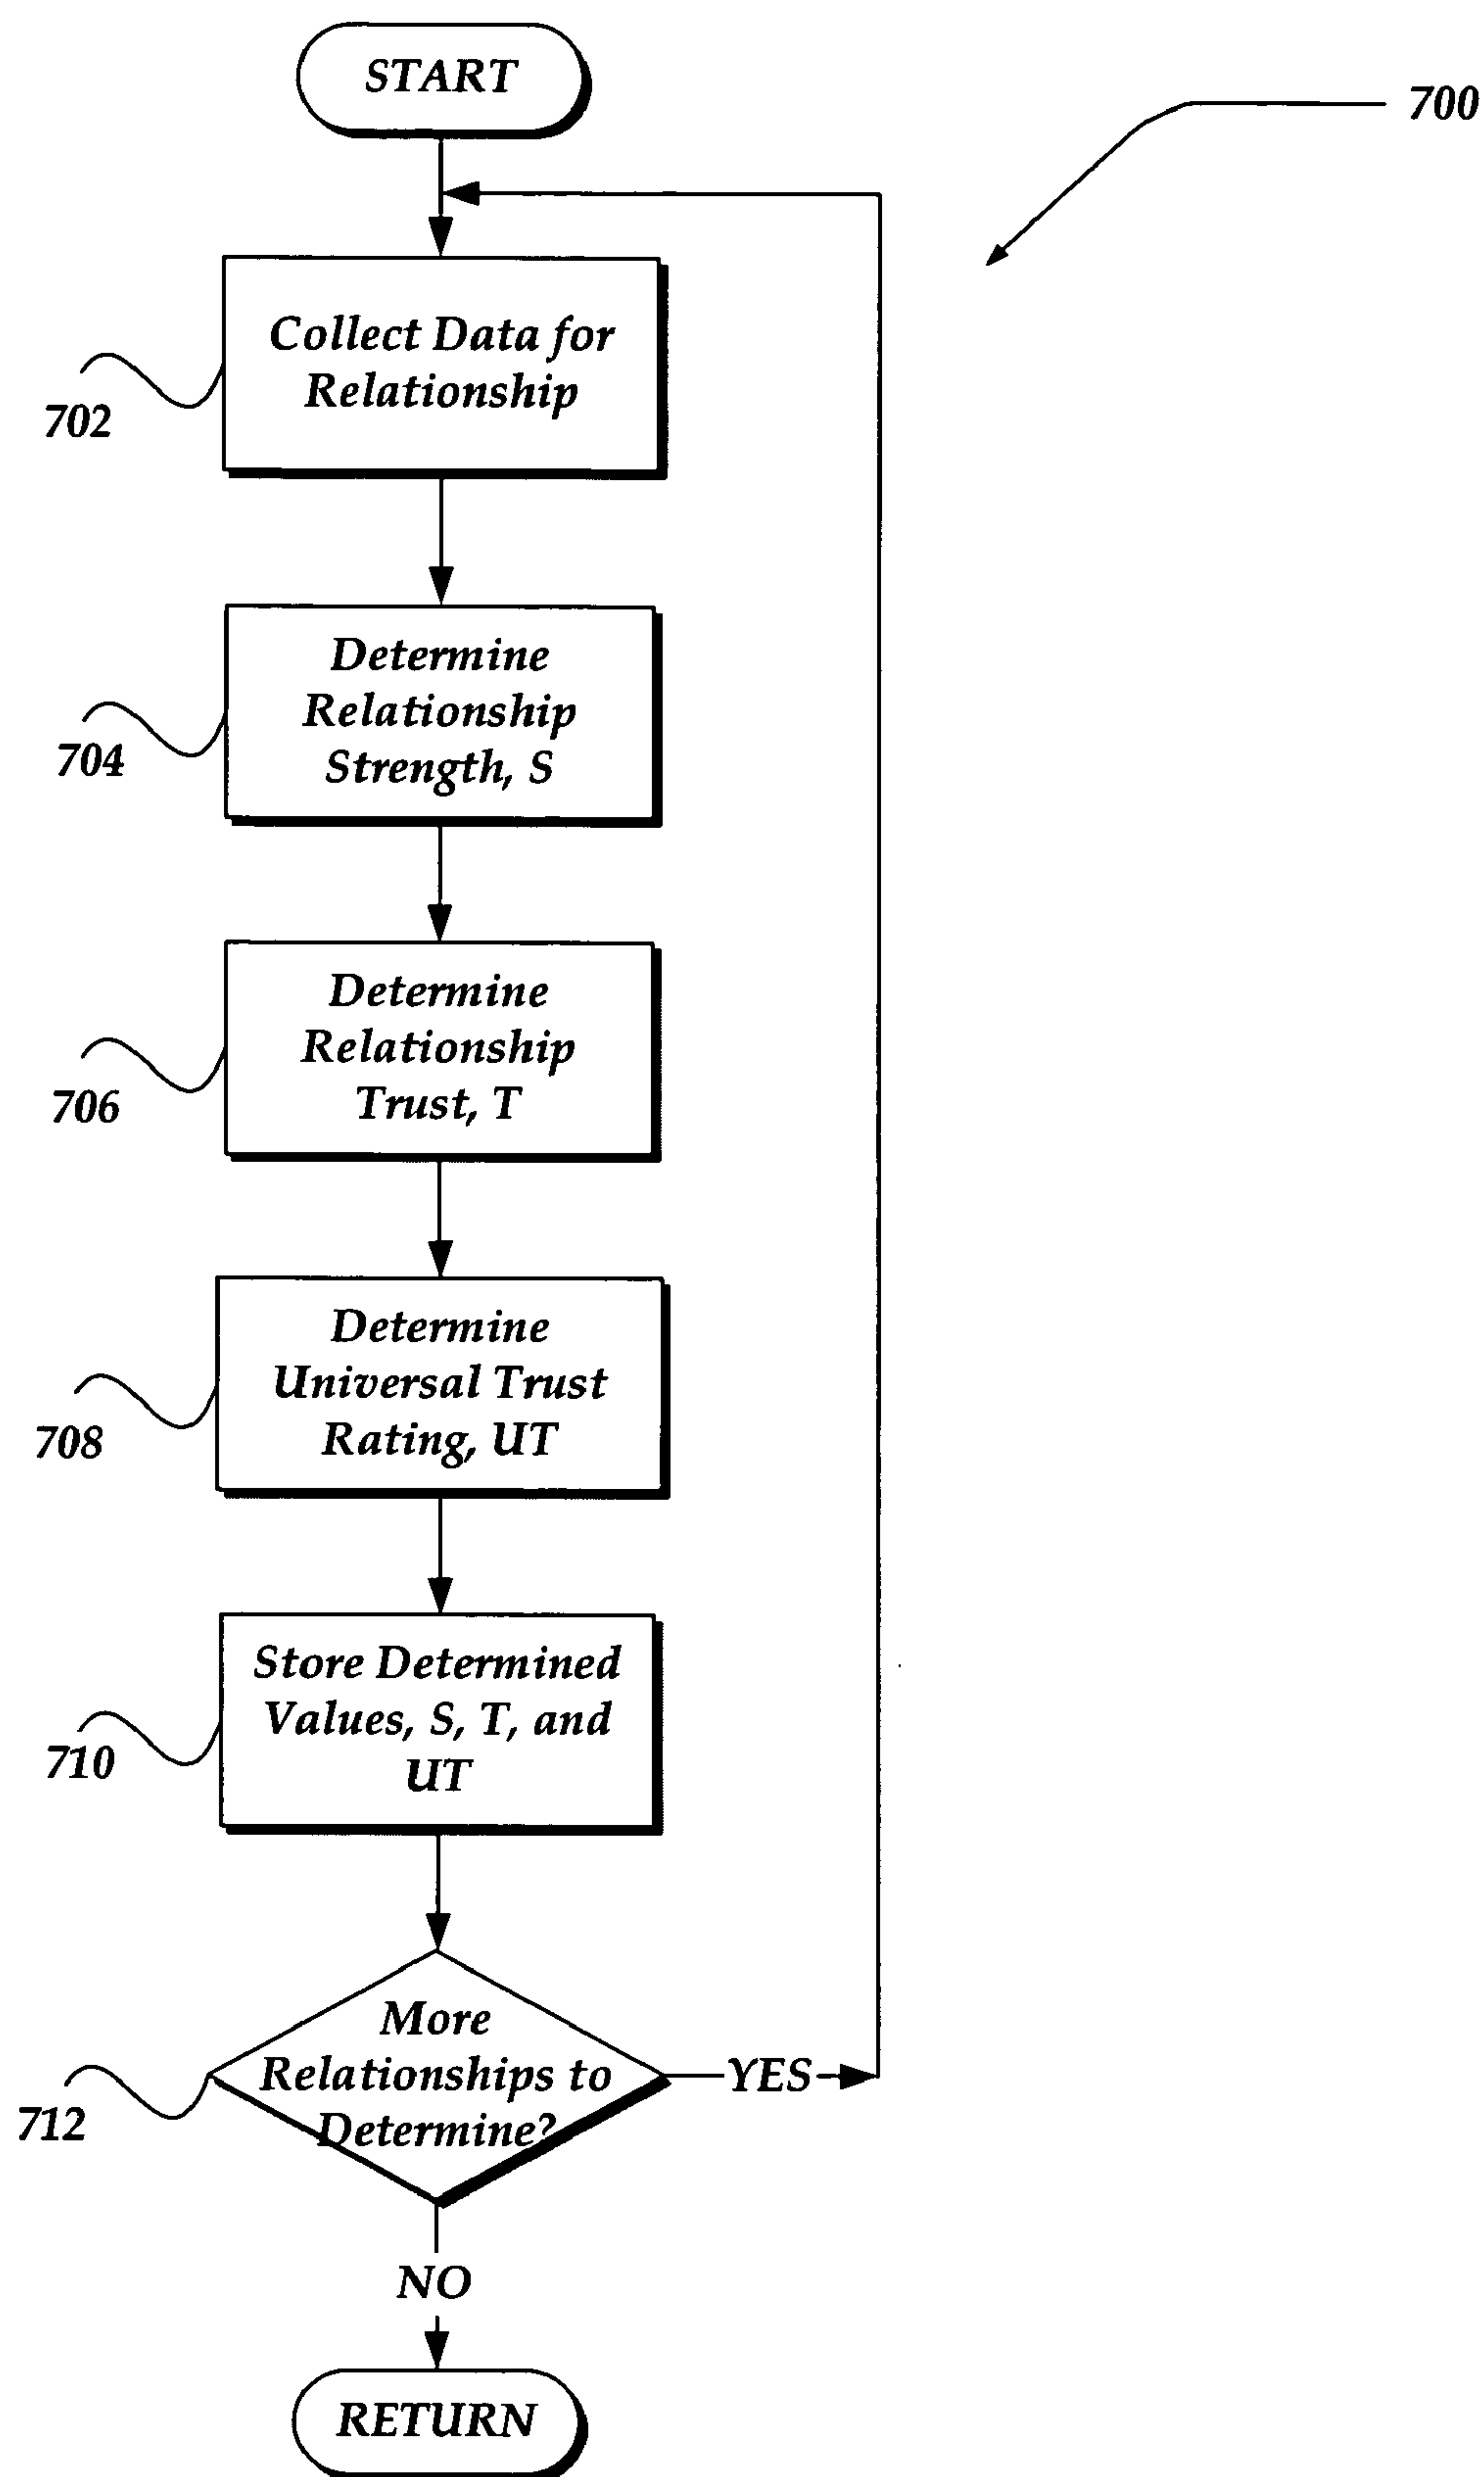 START
700
Collect Data for
Relationship
702
Determine
Relationship
Strength, S
704
Determine
Relationship
Trust, T
706
Determine
Universal Trust
Rating, UT
708
Store Determined
Values, S, T, and
UT
710
More
Relationships to
Determine?
YES
712
NO
RETURN